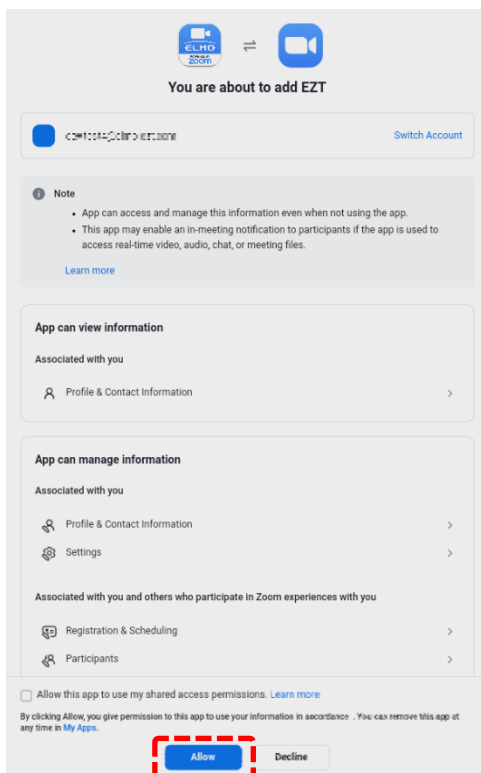 ELMO
zoom
You are about to add EZT
Switch Account
Note
App can access and manage this information even when not using the app.
This app may enable an in-meeting notification to participants if the app is used to
access real-time video, audio, chat, or meeting files.
Learn more
App can view information
Associated with you
Profile & Contact Information
App can manage information
Associated with you
Profile & Contact Information
Settings
Associated with you and others who participate in Zoom experiences with you
Registration & Scheduling
Participants
Allow this app to use my shared access permissions. Learn more
By clicking Allow, you give permission to this app to use your information in accordance . You can remove this app at
any time in My Apps.
Allow
Decline